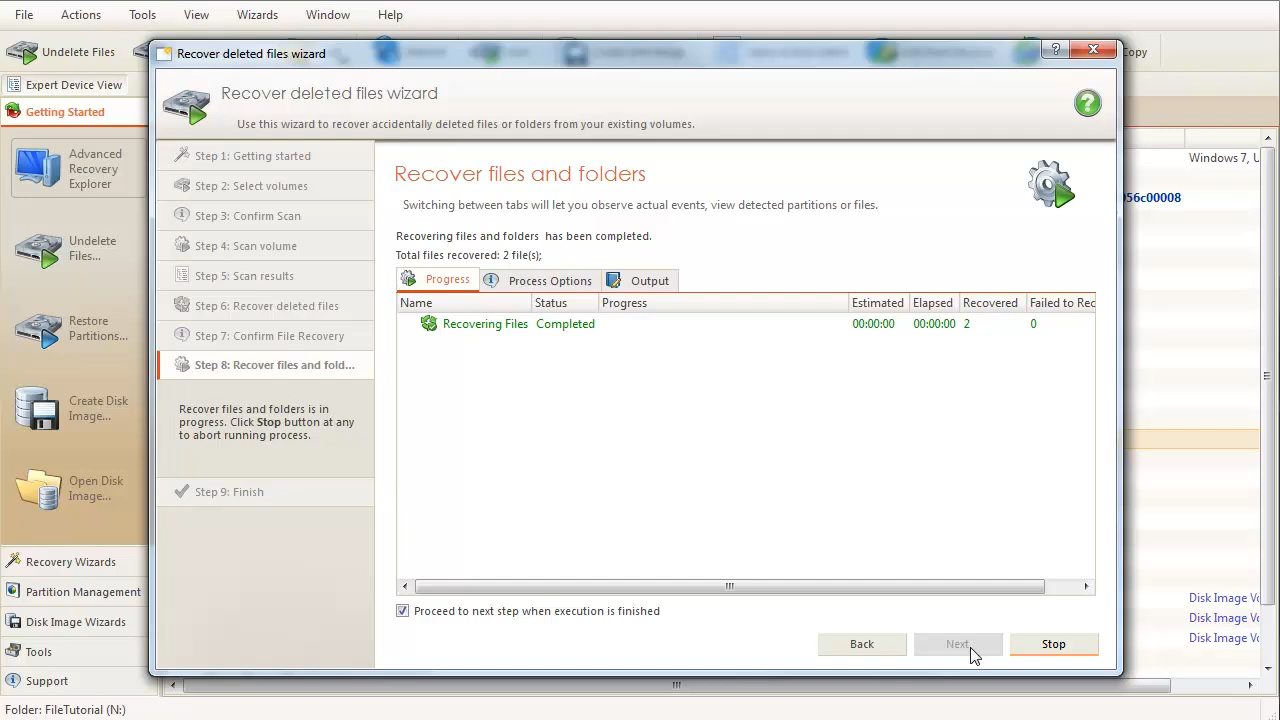 File Actions Tools View Wizards Window Help
Undelete Files
Copy
Expert Device View
Getting Started
Advanced
Recovery
Explorer
Undelete
Files...
Restore
Partitions...
Create Disk
Image...
Open Disk
Image...
Recovery Wizards
Partition Management
Disk Image Wizards
Tools
Support
Folder: FileTutorial (N:)
Recover deleted files wizard
Recover deleted files wizard
Use this wizard to recover accidentally deleted files or folders from your existing volumes.
Step 1: Getting started
Step 2: Select volumes
Step 3: Confirm Scan
Step 4: Scan volume
Step 5: Scan results
Step 6: Recover deleted files
Step 7: Confirm File Recovery
Step 8: Recover files and fold...
Recover files and folders is in
progress. Click Stop button at any
to abort running process.
Step 9: Finish
Recover files and folders
Switching between tabs will let you observe actual events, view detected partitions or files.
Recovering files and folders has been completed.
Total files recovered: 2 file(s);
Progress Process Options Output
Name Status Progress Estimated Elapsed Recovered Failed to Rec
Recovering Files Completed 00:00:00 00:00:00 2 0
Proceed to next step when execution is finished
Back Next Stop
Windows 7, U
56c00008
Disk Image Vo
Disk Image Vo
Disk Image Vo